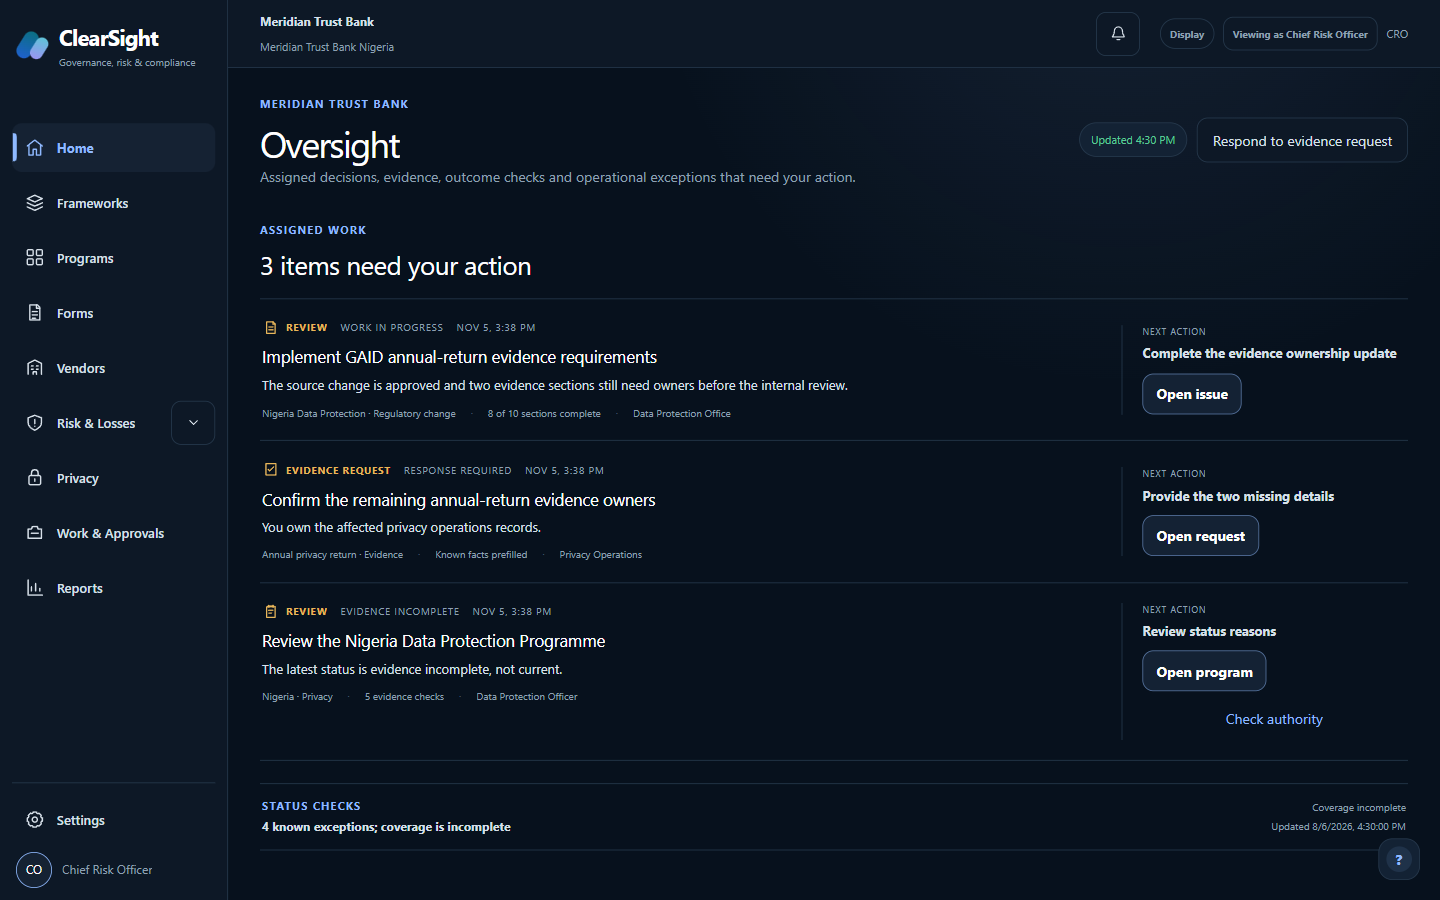 ClearSight
Governance, risk & compliance
Home
Frameworks
Programs
Forms
Vendors
Risk & Losses
Privacy
Work & Approvals
Reports
Settings
CO
Chief Risk Officer
Meridian Trust Bank
Meridian Trust Bank Nigeria
Display
Viewing as Chief Risk Officer
CRO
MERIDIAN TRUST BANK
Oversight
Assigned decisions, evidence, outcome checks and operational exceptions that need your action.
Updated 4:30 PM
Respond to evidence request
ASSIGNED WORK
3 items need your action
REVIEW WORK IN PROGRESS NOV 5, 3:38 PM
Implement GAID annual-return evidence requirements
The source change is approved and two evidence sections still need owners before the internal review.
Nigeria Data Protection · Regulatory change · 8 of 10 sections complete · Data Protection Office
NEXT ACTION
Complete the evidence ownership update
Open issue
EVIDENCE REQUEST RESPONSE REQUIRED NOV 5, 3:38 PM
Confirm the remaining annual-return evidence owners
You own the affected privacy operations records.
Annual privacy return · Evidence · Known facts prefilled · Privacy Operations
NEXT ACTION
Provide the two missing details
Open request
REVIEW EVIDENCE INCOMPLETE NOV 5, 3:38 PM
Review the Nigeria Data Protection Programme
The latest status is evidence incomplete, not current.
Nigeria · Privacy · 5 evidence checks · Data Protection Officer
NEXT ACTION
Review status reasons
Open program
Check authority
STATUS CHECKS
4 known exceptions; coverage is incomplete
Coverage incomplete
Updated 8/6/2026, 4:30:00 PM
?